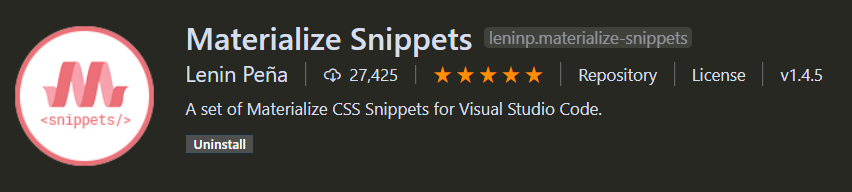 Materialize Snippets leninp.materialize-snippets
Lenin Peña 27,425 Repository License v1.4.5
<snippets/>
A set of Materialize CSS Snippets for Visual Studio Code.
Uninstall